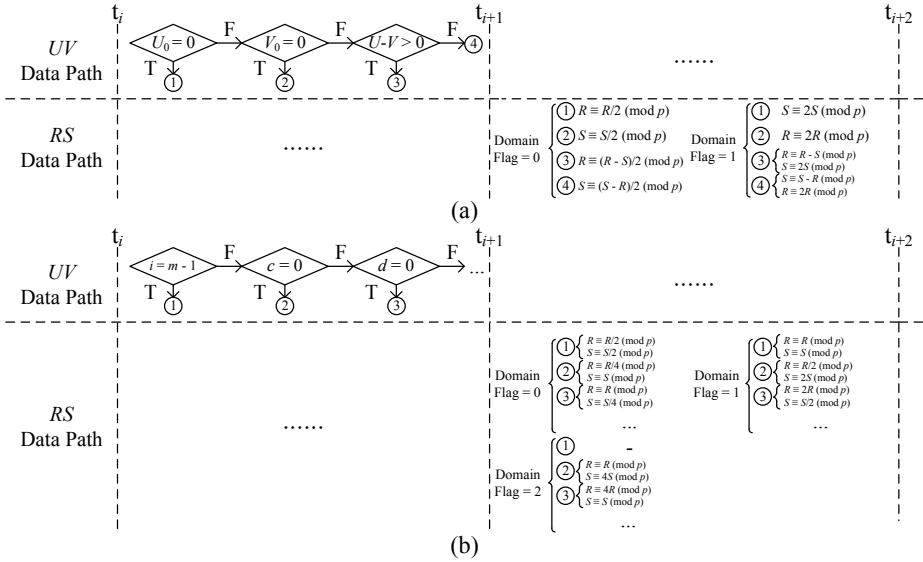 t_i t_{i+1} t_{i+2}
UV Data Path
U_0 = 0 F V_0 = 0 F U-V > 0 F ④
T T T
① ② ③
......
RS Data Path
......
Domain Flag = 0
① R ≡ R/2 (mod p)
② S ≡ S/2 (mod p)
③ R ≡ (R - S)/2 (mod p)
④ S ≡ (S - R)/2 (mod p)
Domain Flag = 1
① S ≡ 2S (mod p)
② R ≡ 2R (mod p)
③ R ≡ R - S (mod p)
S ≡ 2S (mod p)
④ S ≡ S - R (mod p)
R ≡ 2R (mod p)
(a)
t_i t_{i+1} t_{i+2}
UV Data Path
i = m - 1 F c = 0 F d = 0 F ...
T T T
① ② ③
......
RS Data Path
......
Domain Flag = 0
① R ≡ R/2 (mod p)
S ≡ S/2 (mod p)
② R ≡ R/4 (mod p)
S ≡ S (mod p)
③ R ≡ R (mod p)
S ≡ S/4 (mod p)
...
Domain Flag = 1
① R ≡ R (mod p)
S ≡ S (mod p)
② R ≡ R/2 (mod p)
S ≡ 2S (mod p)
③ R ≡ 2R (mod p)
S ≡ S/2 (mod p)
...
Domain Flag = 2
① -
② R ≡ R (mod p)
S ≡ 4S (mod p)
③ R ≡ 4R (mod p)
S ≡ S (mod p)
...
(b)